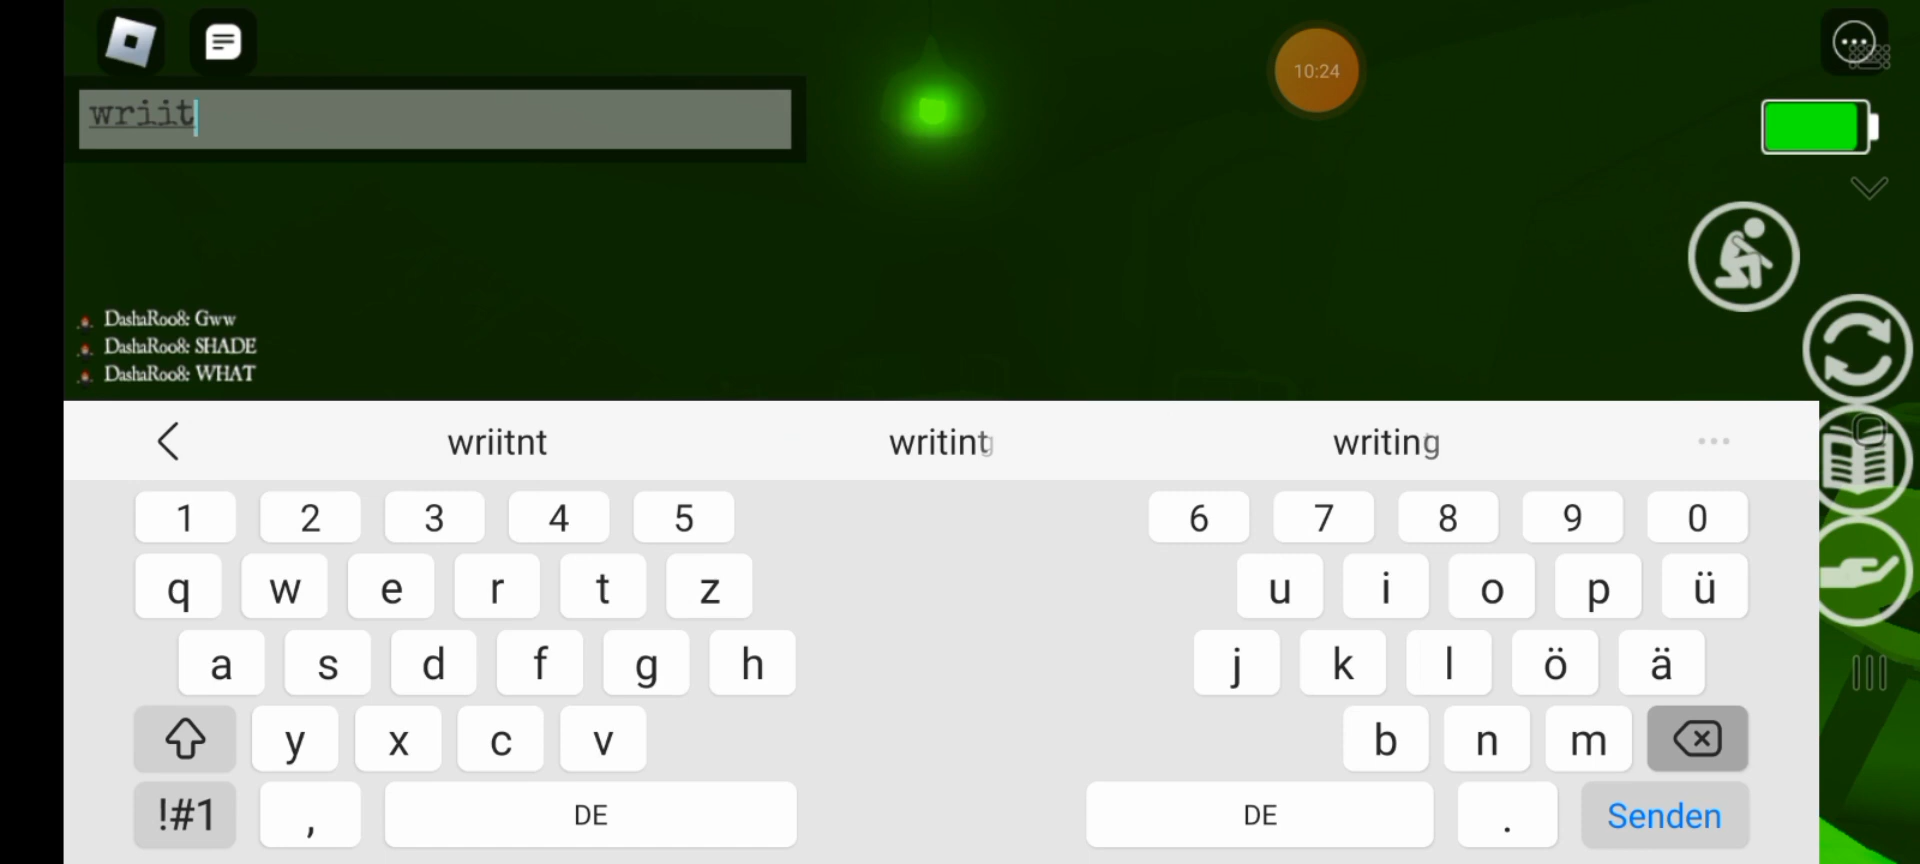 10:24
wriit
DashaRoo8: Gww
DashaRoo8: SHADE
DashaRoo8: WHAT
wriitnt writint writing
1 2 3 4 5 6 7 8 9 0
q w e r t z u i o p ü
a s d f g h j k l ö ä
y x c v b n m
!#1 , DE DE . Senden